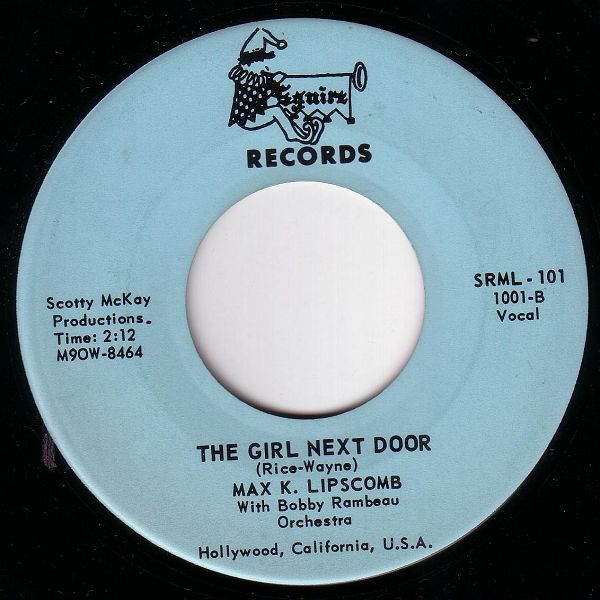 Esquire
RECORDS
SRML - 101
1001-B
Vocal
Scotty McKay
Productions.
Time: 2:12
M9OW-8464
THE GIRL NEXT DOOR
(Rice-Wayne)
MAX K. LIPSCOMB
With Bobby Rambeau
Orchestra
Hollywood, California, U.S.A.